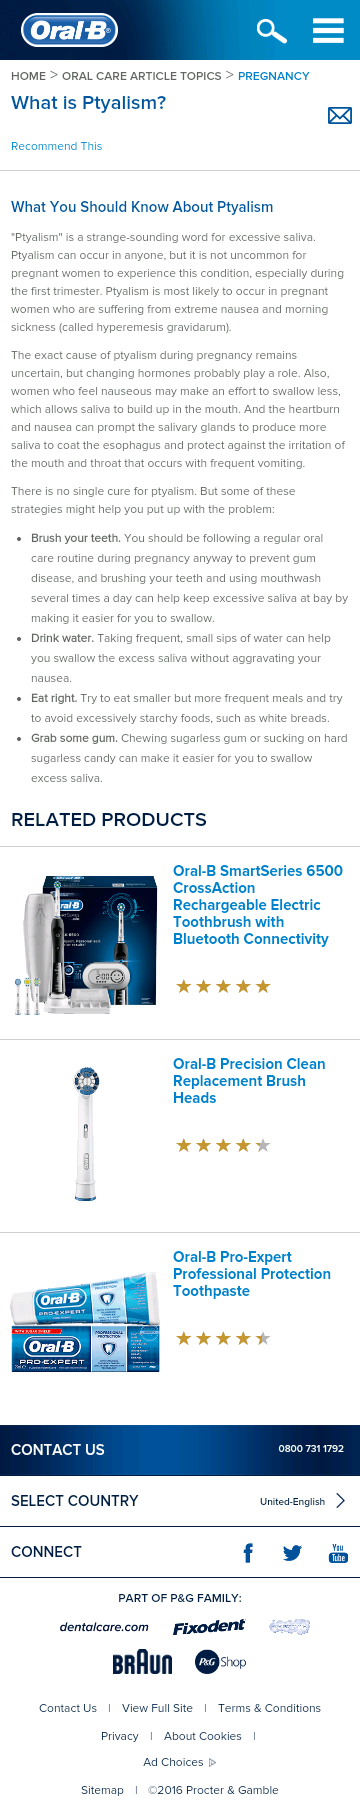 Oral-B
HOME > ORAL CARE ARTICLE TOPICS > PREGNANCY
What is Ptyalism?
Recommend This
What You Should Know About Ptyalism
"Ptyalism" is a strange-sounding word for excessive saliva.
Ptyalism can occur in anyone, but it is not uncommon for
pregnant women to experience this condition, especially during
the first trimester. Ptyalism is most likely to occur in pregnant
women who are suffering from extreme nausea and morning
sickness (called hyperemesis gravidarum).
The exact cause of ptyalism during pregnancy remains
uncertain, but changing hormones probably play a role. Also,
women who feel nauseous may make an effort to swallow less,
which allows saliva to build up in the mouth. And the heartburn
and nausea can prompt the salivary glands to produce more
saliva to coat the esophagus and protect against the irritation of
the mouth and throat that occurs with frequent vomiting.
There is no single cure for ptyalism. But some of these
strategies might help you put up with the problem:
• Brush your teeth. You should be following a regular oral
care routine during pregnancy anyway to prevent gum
disease, and brushing your teeth and using mouthwash
several times a day can help keep excessive saliva at bay by
making it easier for you to swallow.
• Drink water. Taking frequent, small sips of water can help
you swallow the excess saliva without aggravating your
nausea.
• Eat right. Try to eat smaller but more frequent meals and try
to avoid excessively starchy foods, such as white breads.
• Grab some gum. Chewing sugarless gum or sucking on hard
sugarless candy can make it easier for you to swallow
excess saliva.
RELATED PRODUCTS
Oral-B SmartSeries 6500
CrossAction
Rechargeable Electric
Toothbrush with
Bluetooth Connectivity
Oral-B Precision Clean
Replacement Brush
Heads
Oral-B Pro-Expert
Professional Protection
Toothpaste
Oral-B
PRO-EXPERT
Oral-B
PRO-EXPERT
CONTACT US 0800 731 1792
SELECT COUNTRY United-English
CONNECT
You
Tube
PART OF P&G FAMILY:
dentalcare.com Fixodent
BRAUN P&G Shop
Contact Us | View Full Site | Terms & Conditions
Privacy | About Cookies |
Ad Choices
Sitemap | ©2016 Procter & Gamble